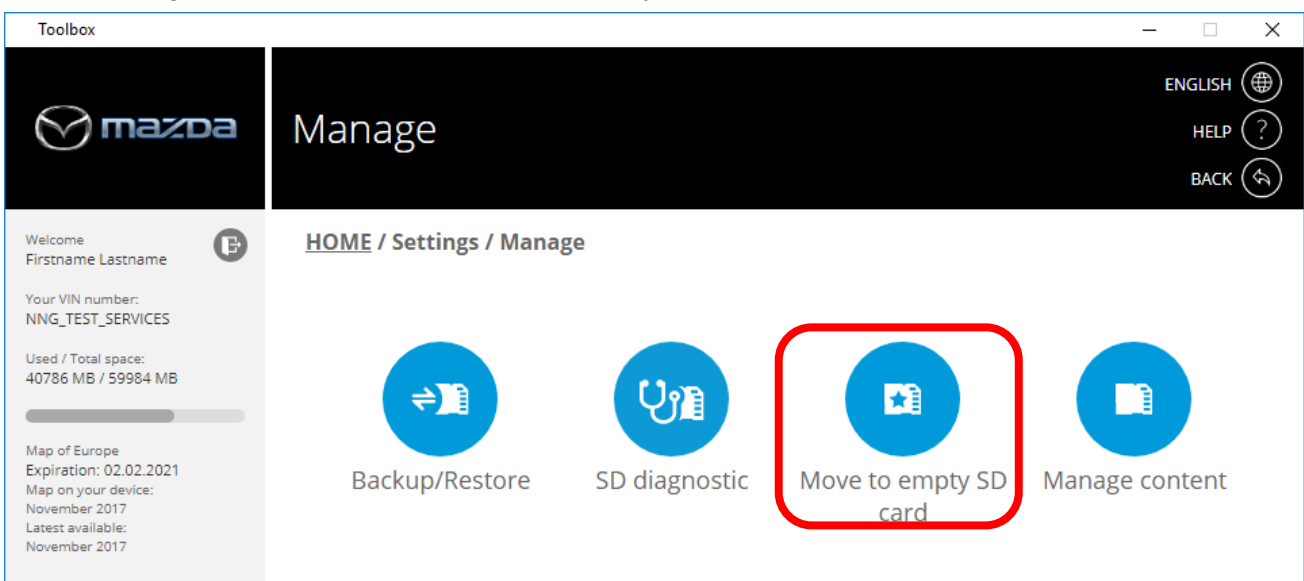 Toolbox
ENGLISH
mazda
Manage
HELP
BACK
Welcome
Firstname Lastname
HOME / Settings / Manage
Your VIN number:
NNG_TEST_SERVICES
Used / Total space:
40786 MB / 59984 MB
Map of Europe
Expiration: 02.02.2021
Map on your device:
November 2017
Latest available:
November 2017
Backup/Restore
SD diagnostic
Move to empty SD
card
Manage content